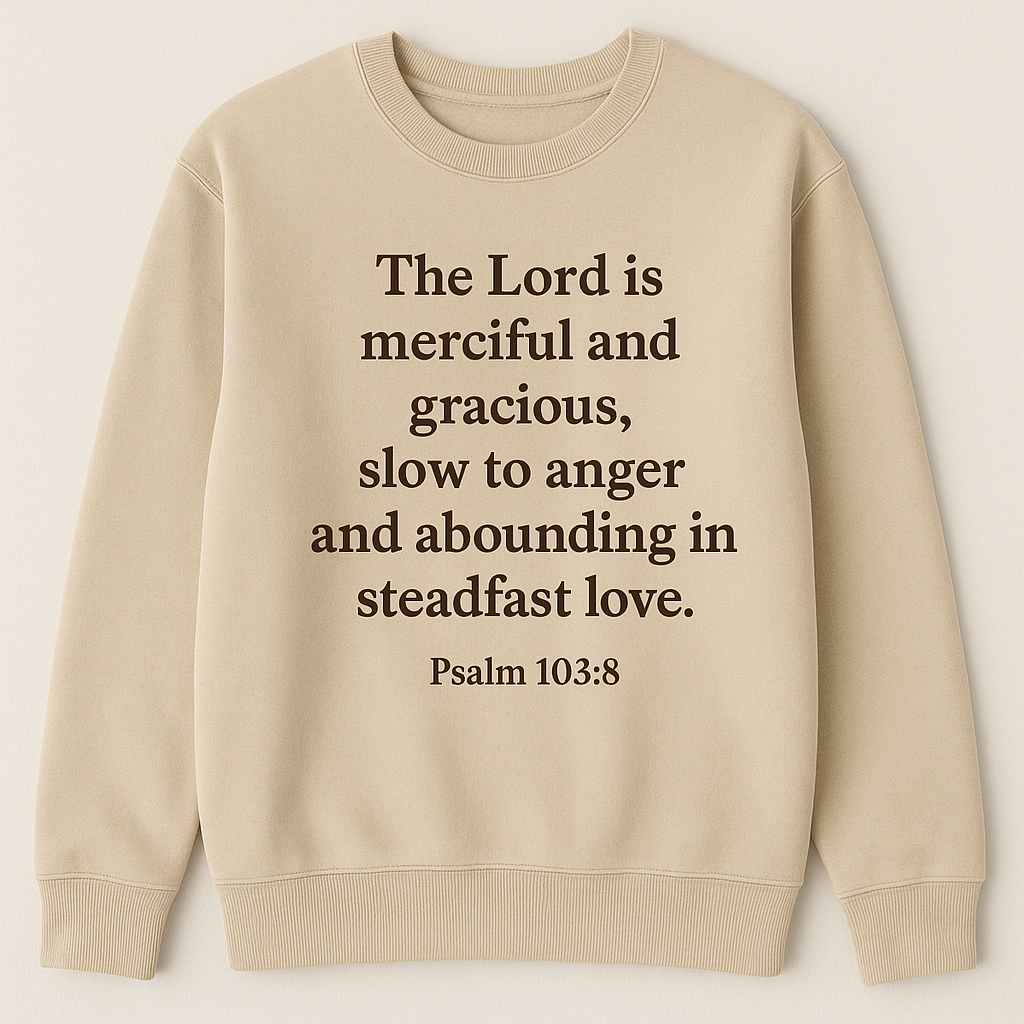 The Lord is
merciful and
gracious,
slow to anger
and abounding in
steadfast love.
Psalm 103:8